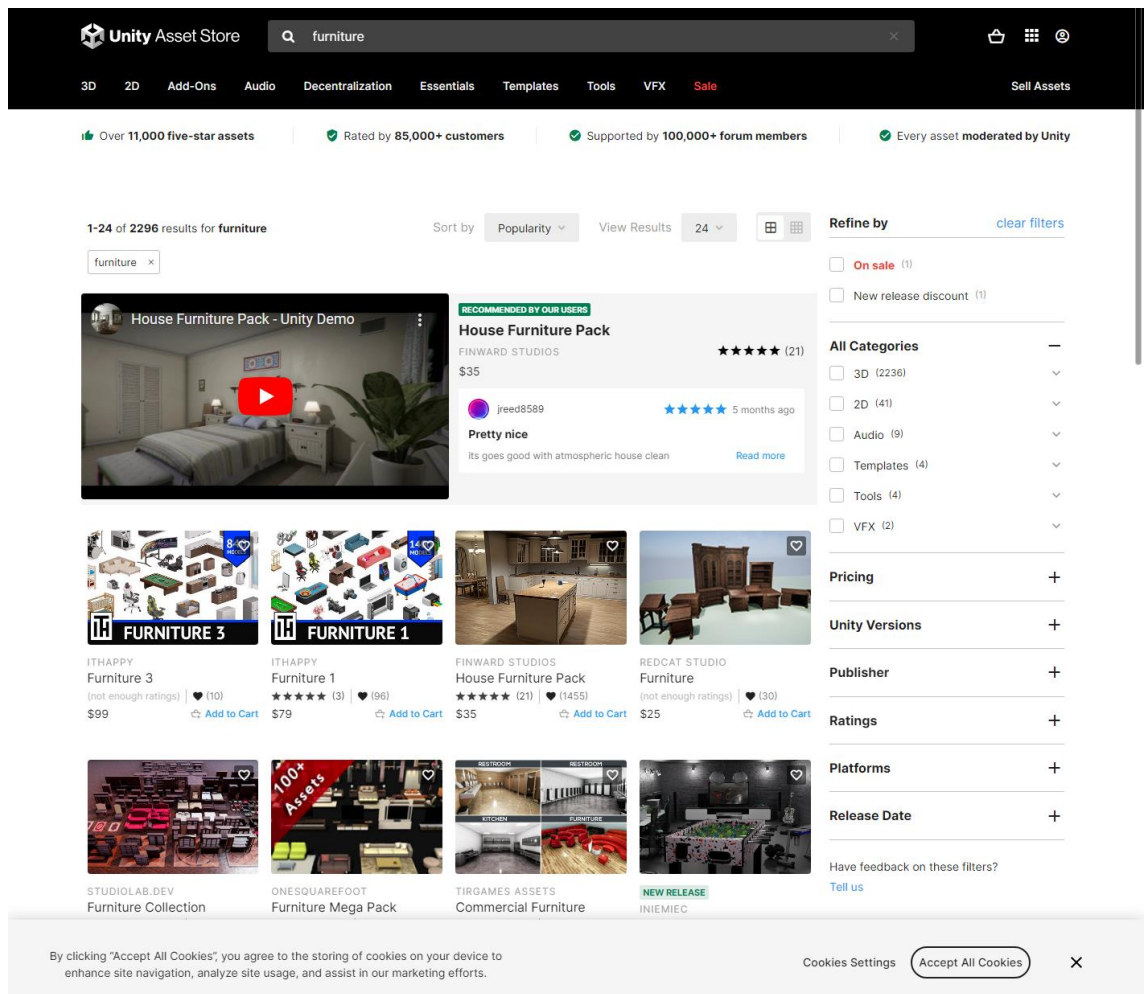 Unity Asset Store
furniture
3D 2D Add-Ons Audio Decentralization Essentials Templates Tools VFX Sale Sell Assets
Over 11,000 five-star assets
Rated by 85,000+ customers
Supported by 100,000+ forum members
Every asset moderated by Unity
1-24 of 2296 results for furniture
Sort by Popularity View Results 24
furniture ×
House Furniture Pack - Unity Demo
RECOMMENDED BY OUR USERS
House Furniture Pack
FINWARD STUDIOS
(21)
$35
jreed8589
5 months ago
Pretty nice
its goes good with atmospheric house clean
Read more
FURNITURE 3
ITHAPPY
Furniture 3
(not enough ratings) (10)
$99 Add to Cart
MODELS
FURNITURE 1
ITHAPPY
Furniture 1
(3) (96)
$79 Add to Cart
FINWARD STUDIOS
House Furniture Pack
(21) (1455)
$35 Add to Cart
REDCAT STUDIO
Furniture
(not enough ratings) (30)
$25 Add to Cart
STUDIOLAB.DEV
Furniture Collection
100+
Assets
ONESQUAREFOOT
Furniture Mega Pack
RESTROOM RESTROOM
KITCHEN FURNITURE
TIRGAMES ASSETS
Commercial Furniture
NEW RELEASE
INIEMIEC
Refine by clear filters
On sale (1)
New release discount (1)
All Categories
3D (2236)
2D (41)
Audio (9)
Templates (4)
Tools (4)
VFX (2)
Pricing
Unity Versions
Publisher
Ratings
Platforms
Release Date
Have feedback on these filters?
Tell us
By clicking "Accept All Cookies", you agree to the storing of cookies on your device to
enhance site navigation, analyze site usage, and assist in our marketing efforts.
Cookies Settings
Accept All Cookies